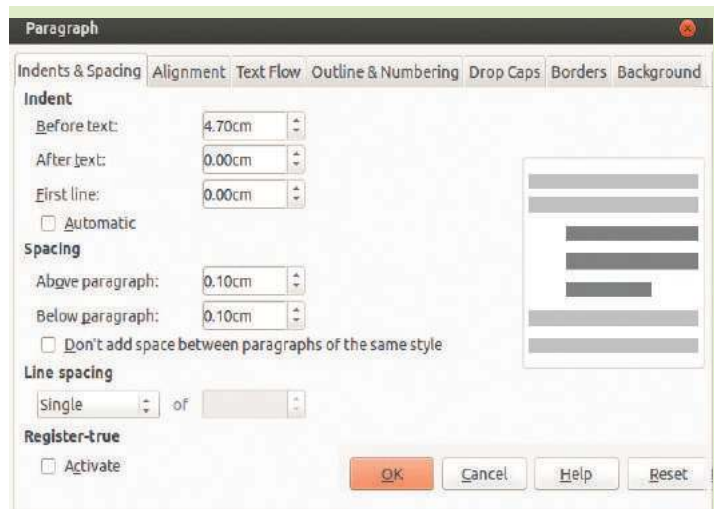 Paragraph
Indents & Spacing Alignment Text Flow Outline & Numbering Drop Caps Borders Background
Indent
Before text: 4.70cm
After text: 0.00cm
First line: 0.00cm
Automatic
Spacing
Above paragraph: 0.10cm
Below paragraph: 0.10cm
Don't add space between paragraphs of the same style
Line spacing
Single of
Register-true
Activate
OK Cancel Help Reset